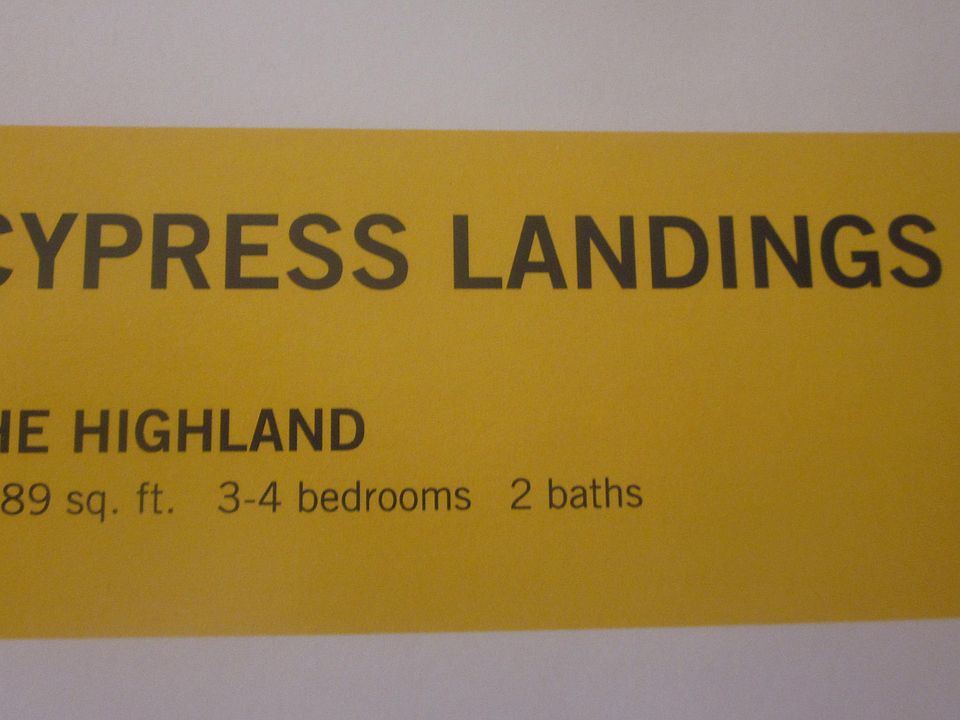 CYPRESS LANDINGS
HE HIGHLAND
89 sq. ft. 3-4 bedrooms 2 baths